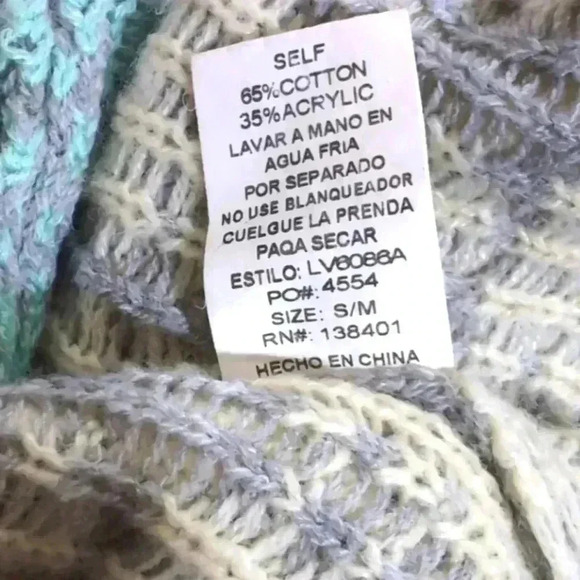 SELF
65%COTTON
35%ACRYLIC
LAVAR A MANO EN
AGUA FRIA
POR SEPARADO
NO USE BLANQUEADOR
CUELGUE LA PRENDA
PAQA SECAR
ESTILO: LV6088A
PO#: 4554
SIZE: S/M
RN#: 138401
HECHO EN CHINA